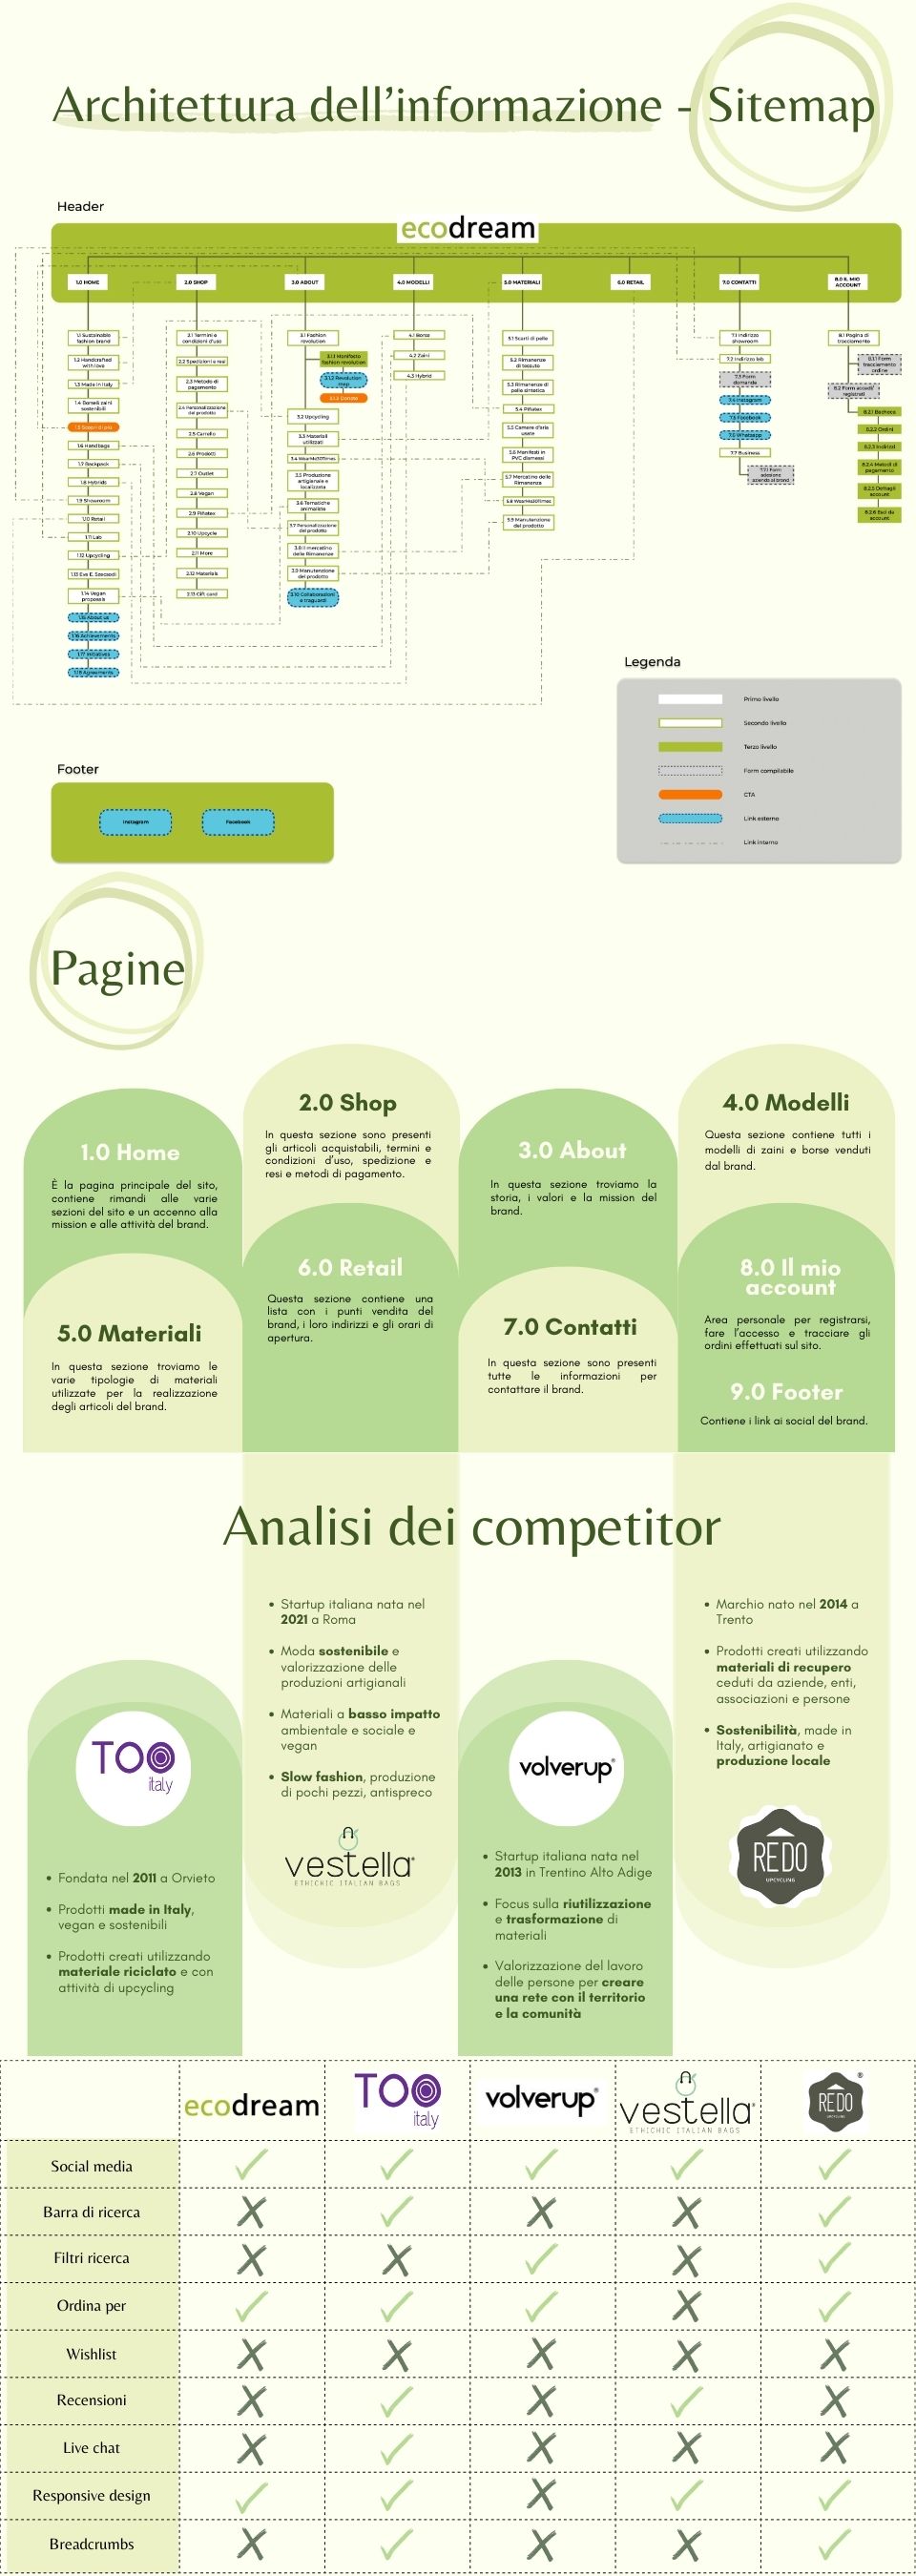 Architettura dell’informazione - Sitemap
Header
ecodream
1.0 HOME
2.0 SHOP
3.0 ABOUT
4.0 MODELLI
5.0 MATERIALI
6.0 RETAIL
7.0 CONTATTI
8.0 IL MIO
ACCOUNT
1.1 Sustainable
fashion brand
1.2 Handcrafted
with love
1.3 Made in Italy
1.4 Gomelli zaini
sostenibili
1.6 Handbags
1.7 Backpack
1.8 Hybrids
1.9 Showroom
1.10 Retail
1.11 Lab
1.12 Upcycling
1.14 Vegan
proposals
1.15 About us
1.16 Achievements
1.17 Initiatives
1.18 Agreements
2.1 Termini e
condizioni d'uso
2.2 Spedizioni e resi
2.3 Metodo di
pagamento
2.4 Personalizzazione
del prodotto
2.5 Carrello
2.6 Prodotti
2.7 Outlet
2.8 Vegan
2.9 Piñatex
2.10 Upcycle
2.11 More
2.12 Materials
2.13 Gift card
3.1 Fashion
revolution
3.1.1 Manifesto
fashion revolution
3.1.2 Revolution
3.2 Upcycling
3.3 Materiali
utilizzati
3.4 WearMe30Times
3.5 Produzione
artigianale e
localizzata
3.6 Tematiche
animaliste
3.7 Personalizzazione
del prodotto
3.8 Il mercatino
delle Rimanenze
3.9 Manutenzione
del prodotto
3.10 Collaborazioni
e traguardi
4.1 Borse
4.2 Zaini
4.3 Hybrid
5.1 Scarti di pelle
5.2 Rimanenze
di tessuto
5.3 Rimanenze di
pelle sintetica
5.4 Piñatex
5.5 Camere d'aria
usate
5.6 Manifesti in
PVC dismessi
5.7 Mercatino delle
Rimanenze
5.8 WearMe30Times
5.9 Manutenzione
del prodotto
7.1 Indirizzo
showroom
7.2 Indirizzo lab
7.3 Form
domande
7.4 Instagram
7.5 Facebook
7.6 Whatsapp
7.7 Business
7.7.1 Form
adesione
aziende al brand
8.1 Pagina di
tracciamento
8.1.1 Form
tracciamento
ordine
8.2 Form accedi/
registrati
8.2.1 Bacheca
8.2.2 Ordini
8.2.3 Indirizzi
8.2.4 Metodi di
pagamento
8.2.5 Dettagli
account
8.2.6 Esci da
account
Legenda
Primo livello
Secondo livello
Terzo livello
Form compilabile
CTA
Link esterno
Link interno
Footer
Instagram
Facebook
Pagine
1.0 Home
È la pagina principale del sito,
contiene rimandi alle varie
sezioni del sito e un accenno alla
mission e alle attività del brand.
2.0 Shop
In questa sezione sono presenti
gli articoli acquistabili, termini e
condizioni d'uso, spedizione e
resi e metodi di pagamento.
3.0 About
In questa sezione troviamo la
storia, i valori e la mission del
brand.
4.0 Modelli
Questa sezione contiene tutti i
modelli di zaini e borse venduti
dal brand.
5.0 Materiali
In questa sezione troviamo le
varie tipologie di materiali
utilizzate per la realizzazione
degli articoli del brand.
6.0 Retail
Questa sezione contiene una
lista con i punti vendita del
brand, i loro indirizzi e gli orari di
apertura.
7.0 Contatti
In questa sezione sono presenti
tutte le informazioni per
contattare il brand.
8.0 Il mio
account
Area personale per registrarsi,
fare l'accesso e tracciare gli
ordini effettuati sul sito.
9.0 Footer
Contiene i link ai social del brand.
Analisi dei competitor
TOO
italy
• Fondata nel 2011 a Orvieto
• Prodotti made in Italy,
vegan e sostenibili
• Prodotti creati utilizzando
materiale riciclato e con
attività di upcycling
• Startup italiana nata nel
2021 a Roma
• Moda sostenibile e
valorizzazione delle
produzioni artigianali
• Materiali a basso impatto
ambientale e sociale e
vegan
• Slow fashion, produzione
di pochi pezzi, antispreco
vestella
ETHICHIC ITALIAN BAGS
volverup®
• Startup italiana nata nel
2013 in Trentino Alto Adige
• Focus sulla riutilizzazione
e trasformazione di
materiali
• Valorizzazione del lavoro
delle persone per creare
una rete con il territorio
e la comunità
• Marchio nato nel 2014 a
Trento
• Prodotti creati utilizzando
materiali di recupero
ceduti da aziende, enti,
associazioni e persone
• Sostenibilità, made in
Italy, artigianato e
produzione locale
REDO
UPCYCLING
ecodream
TOO
italy
volverup®
vestella
ETHICHIC ITALIAN BAGS
REDO
UPCYCLING
®
Social media
Barra di ricerca
Filtri ricerca
Ordina per
Wishlist
Recensioni
Live chat
Responsive design
Breadcrumbs